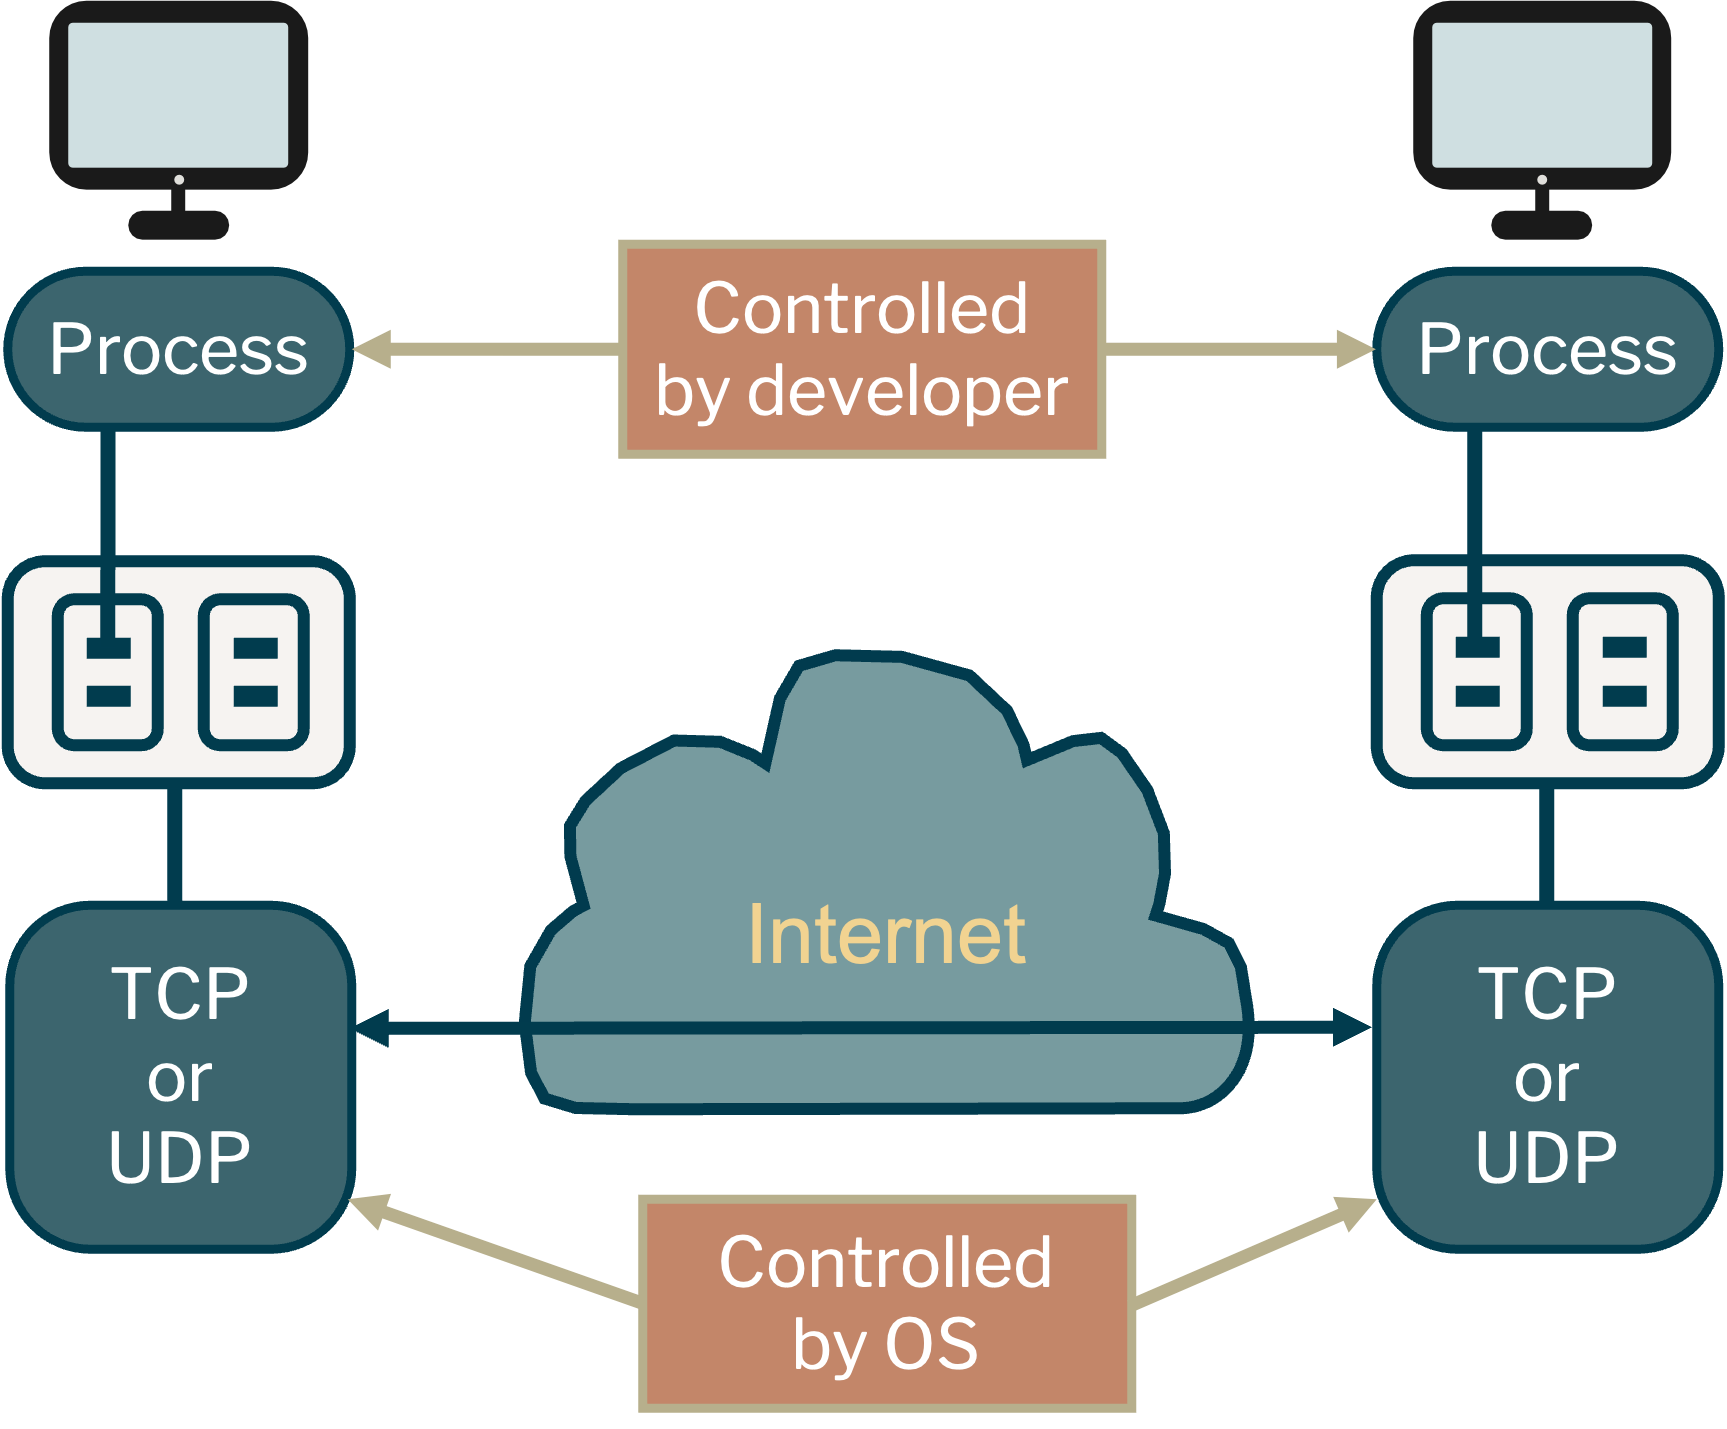 Process
Controlled
by developer
Process
Internet
TCP
or
UDP
TCP
or
UDP
Controlled
by OS